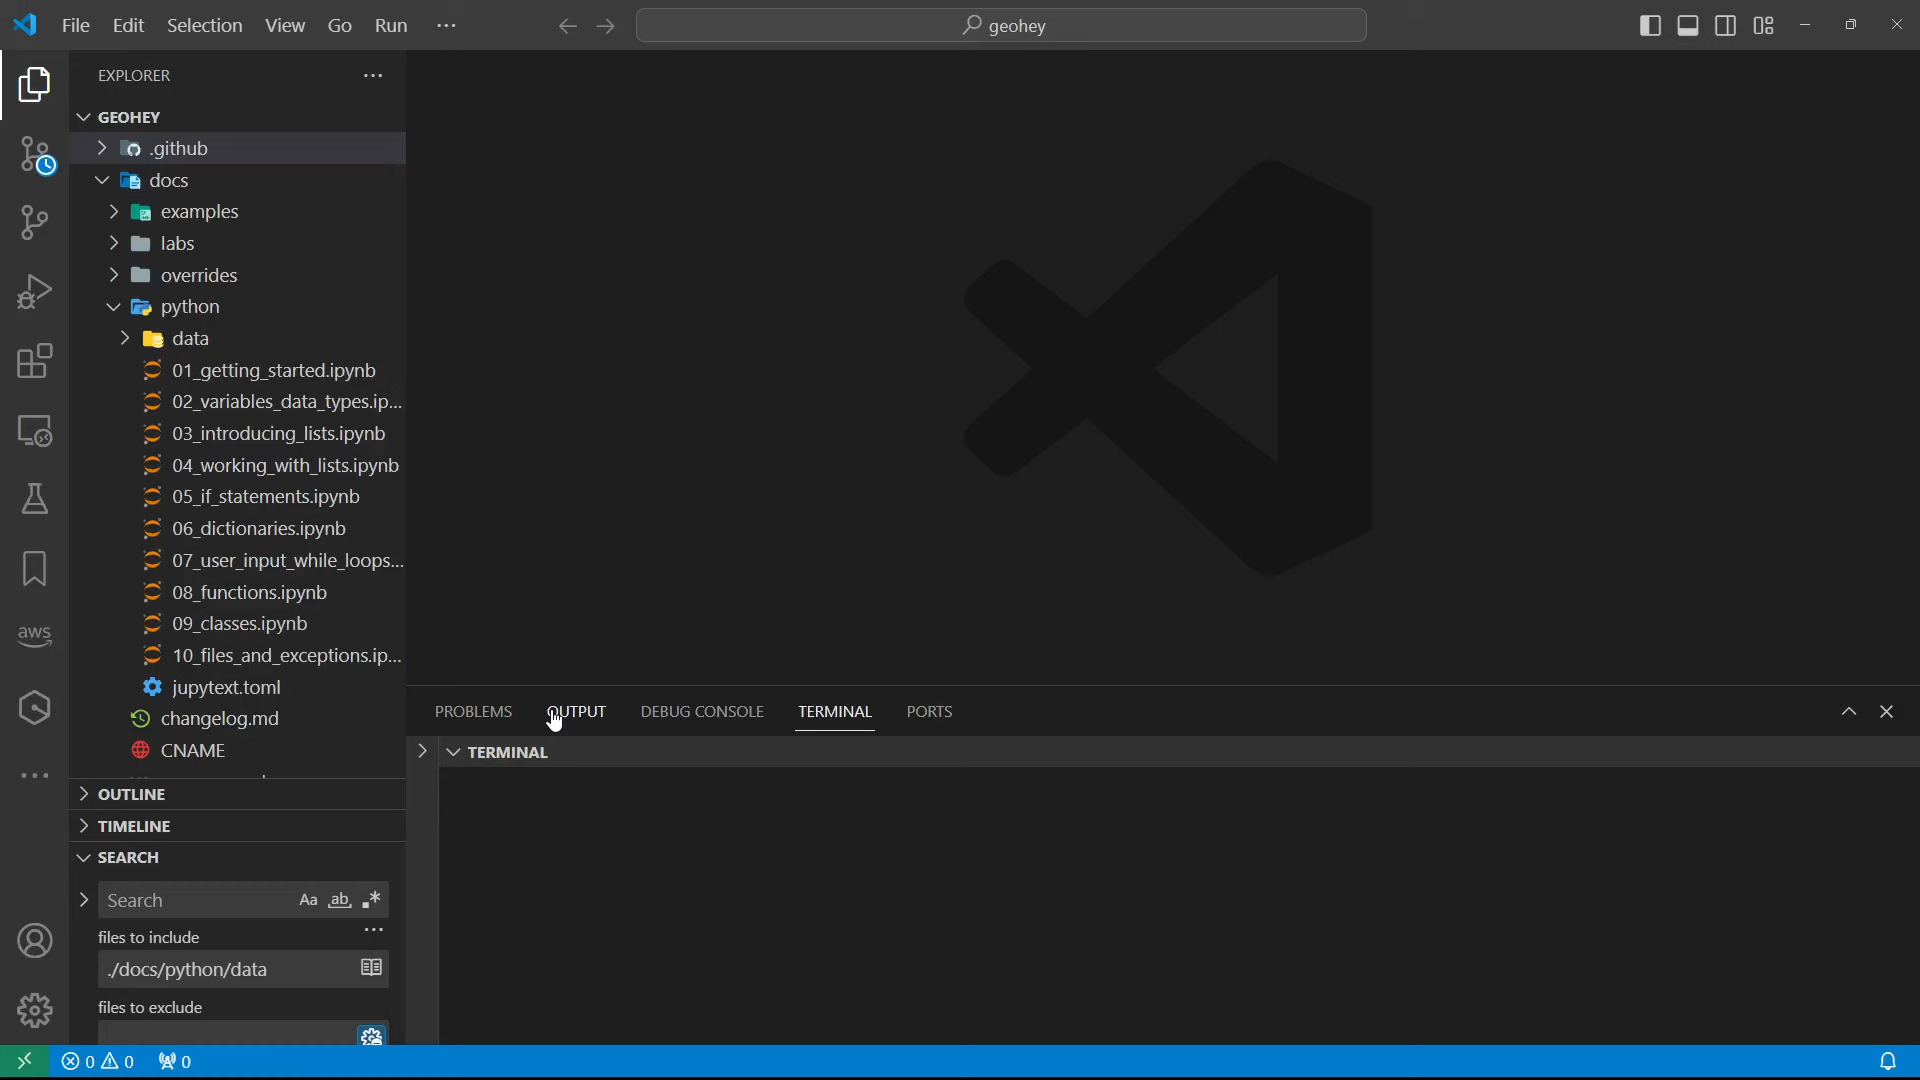 File Edit Selection View Go Run ···
geohey
EXPLORER
GEOHEY
.github
docs
examples
labs
overrides
python
data
01_getting_started.ipynb
02_variables_data_types.ip...
03_introducing_lists.ipynb
04_working_with_lists.ipynb
05_if_statements.ipynb
06_dictionaries.ipynb
07_user_input_while_loops...
08_functions.ipynb
09_classes.ipynb
10_files_and_exceptions.ip...
jupytext.toml
changelog.md
CNAME
aws
OUTLINE
TIMELINE
SEARCH
Search Aa ab .*
files to include
./docs/python/data
files to exclude
PROBLEMS OUTPUT DEBUG CONSOLE TERMINAL PORTS
TERMINAL
0 0 0